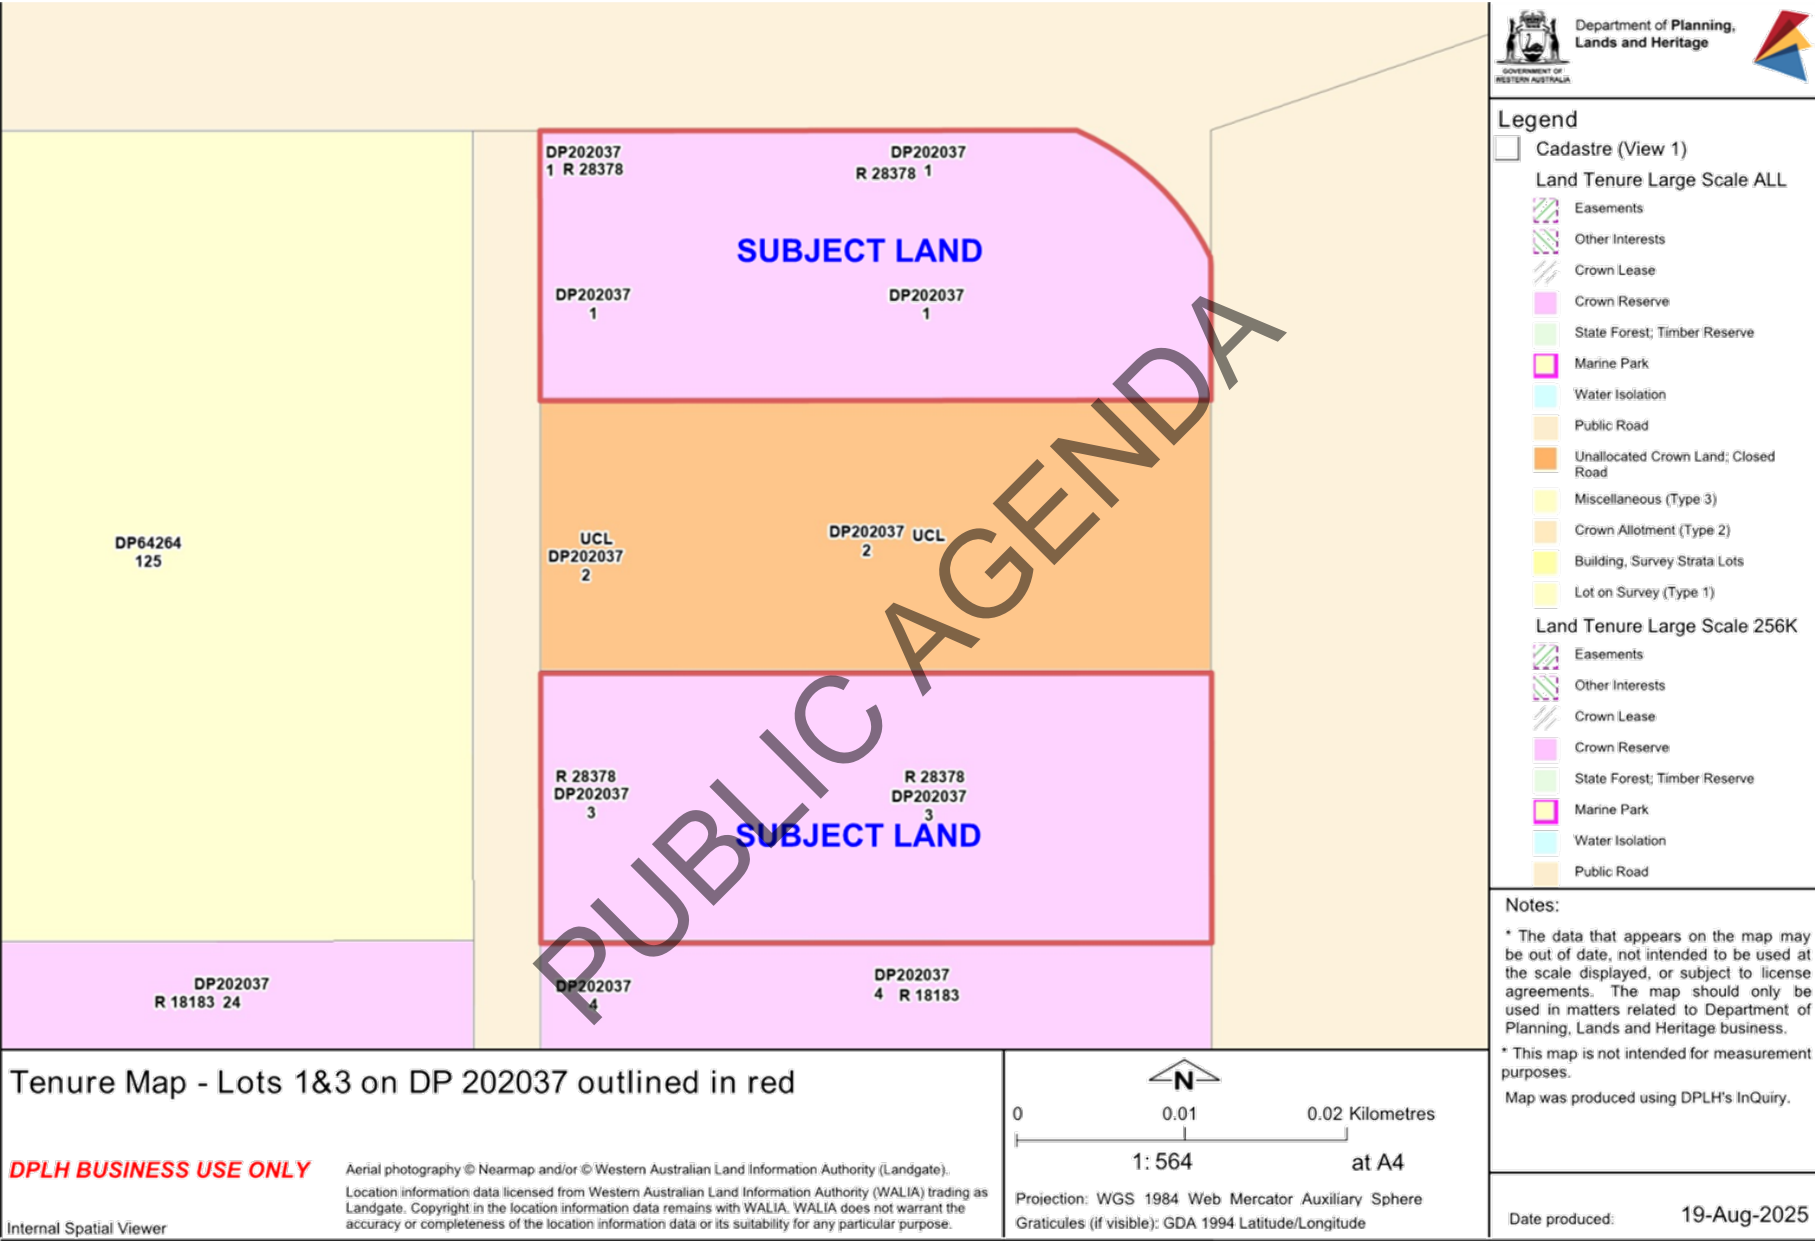 DP202037
1 R 28378
DP202037
R 28378 1
SUBJECT LAND
DP202037
1
DP202037
1
DP64264
125
UCL
DP202037
2
DP202037 UCL
2
R 28378
DP202037
3
R 28378
DP202037
3
SUBJECT LAND
DP202037
R 18183 24
DP202037
4
DP202037
4 R 18183
PUBLIC AGENDA
GOVERNMENT OF
WESTERN AUSTRALIA
Department of Planning,
Lands and Heritage
Legend
Cadastre (View 1)
Land Tenure Large Scale ALL
Easements
Other Interests
Crown Lease
Crown Reserve
State Forest; Timber Reserve
Marine Park
Water Isolation
Public Road
Unallocated Crown Land; Closed
Road
Miscellaneous (Type 3)
Crown Allotment (Type 2)
Building, Survey Strata Lots
Lot on Survey (Type 1)
Land Tenure Large Scale 256K
Easements
Other Interests
Crown Lease
Crown Reserve
State Forest; Timber Reserve
Marine Park
Water Isolation
Public Road
Notes:
* The data that appears on the map may
be out of date, not intended to be used at
the scale displayed, or subject to license
agreements. The map should only be
used in matters related to Department of
Planning, Lands and Heritage business.
* This map is not intended for measurement
purposes.
Map was produced using DPLH's InQuiry.
Date produced: 19-Aug-2025
Tenure Map - Lots 1&3 on DP 202037 outlined in red
DPLH BUSINESS USE ONLY
Internal Spatial Viewer
Aerial photography © Nearmap and/or © Western Australian Land Information Authority (Landgate).
Location information data licensed from Western Australian Land Information Authority (WALIA) trading as
Landgate. Copyright in the location information data remains with WALIA. WALIA does not warrant the
accuracy or completeness of the location information data or its suitability for any particular purpose.
N
0 0.01 0.02 Kilometres
1: 564 at A4
Projection: WGS 1984 Web Mercator Auxiliary Sphere
Graticules (if visible): GDA 1994 Latitude/Longitude